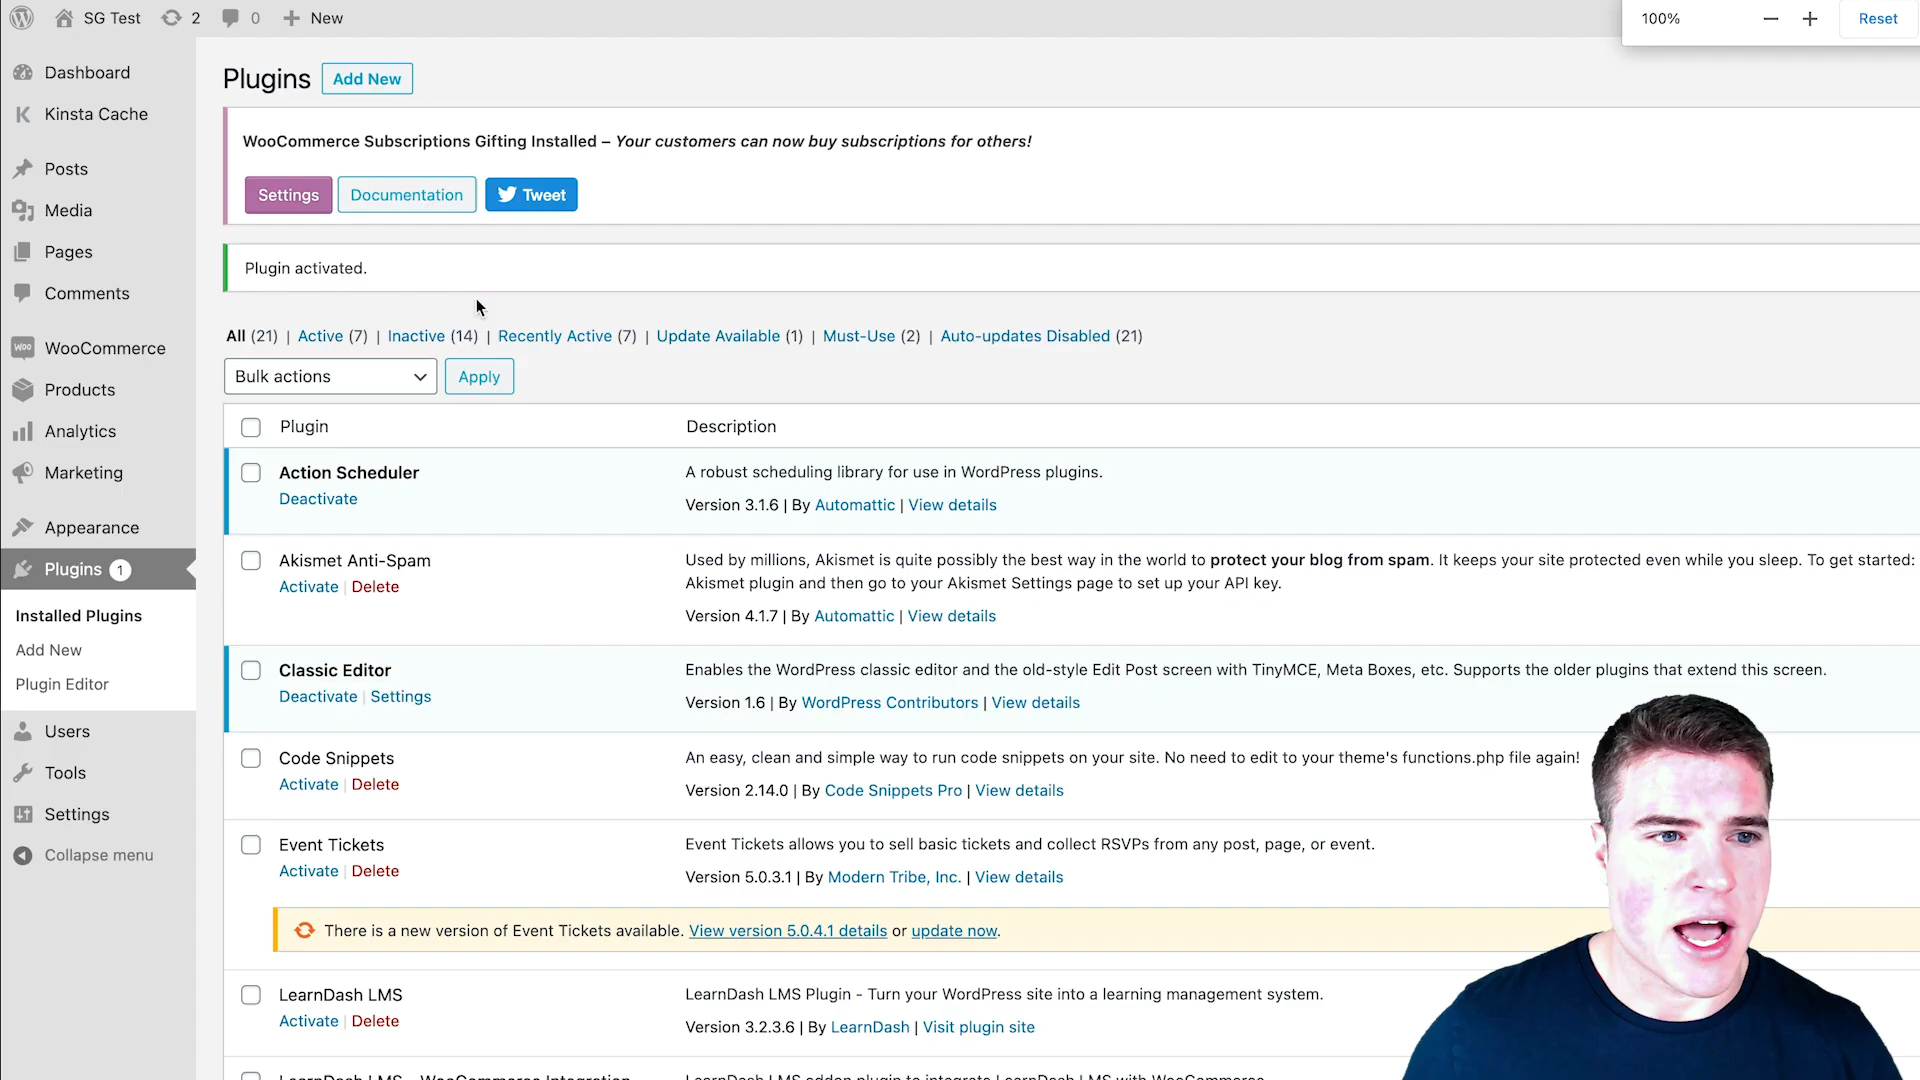 SG Test 2 0 New
100% Reset
Dashboard
Kinsta Cache
Posts
Media
Pages
Comments
WooCommerce
Products
Analytics
Marketing
Appearance
Plugins 1
Installed Plugins
Add New
Plugin Editor
Users
Tools
Settings
Collapse menu
Plugins Add New
WooCommerce Subscriptions Gifting Installed – Your customers can now buy subscriptions for others!
Settings Documentation Tweet
Plugin activated.
All (21) | Active (7) | Inactive (14) | Recently Active (7) | Update Available (1) | Must-Use (2) | Auto-updates Disabled (21)
Bulk actions Apply
Plugin Description
Action Scheduler A robust scheduling library for use in WordPress plugins.
Deactivate
Version 3.1.6 | By Automattic | View details
Akismet Anti-Spam Used by millions, Akismet is quite possibly the best way in the world to protect your blog from spam. It keeps your site protected even while you sleep. To get started:
Activate | Delete Akismet plugin and then go to your Akismet Settings page to set up your API key.
Version 4.1.7 | By Automattic | View details
Classic Editor Enables the WordPress classic editor and the old-style Edit Post screen with TinyMCE, Meta Boxes, etc. Supports the older plugins that extend this screen.
Deactivate | Settings Version 1.6 | By WordPress Contributors | View details
Code Snippets An easy, clean and simple way to run code snippets on your site. No need to edit to your theme's functions.php file again!
Activate | Delete Version 2.14.0 | By Code Snippets Pro | View details
Event Tickets Event Tickets allows you to sell basic tickets and collect RSVPs from any post, page, or event.
Activate | Delete Version 5.0.3.1 | By Modern Tribe, Inc. | View details
There is a new version of Event Tickets available. View version 5.0.4.1 details or update now.
LearnDash LMS LearnDash LMS Plugin - Turn your WordPress site into a learning management system.
Activate | Delete Version 3.2.3.6 | By LearnDash | Visit plugin site
LearnDash LMS - WooCommerce Integration LearnDash LMS addon plugin to integrate LearnDash LMS with WooCommerce